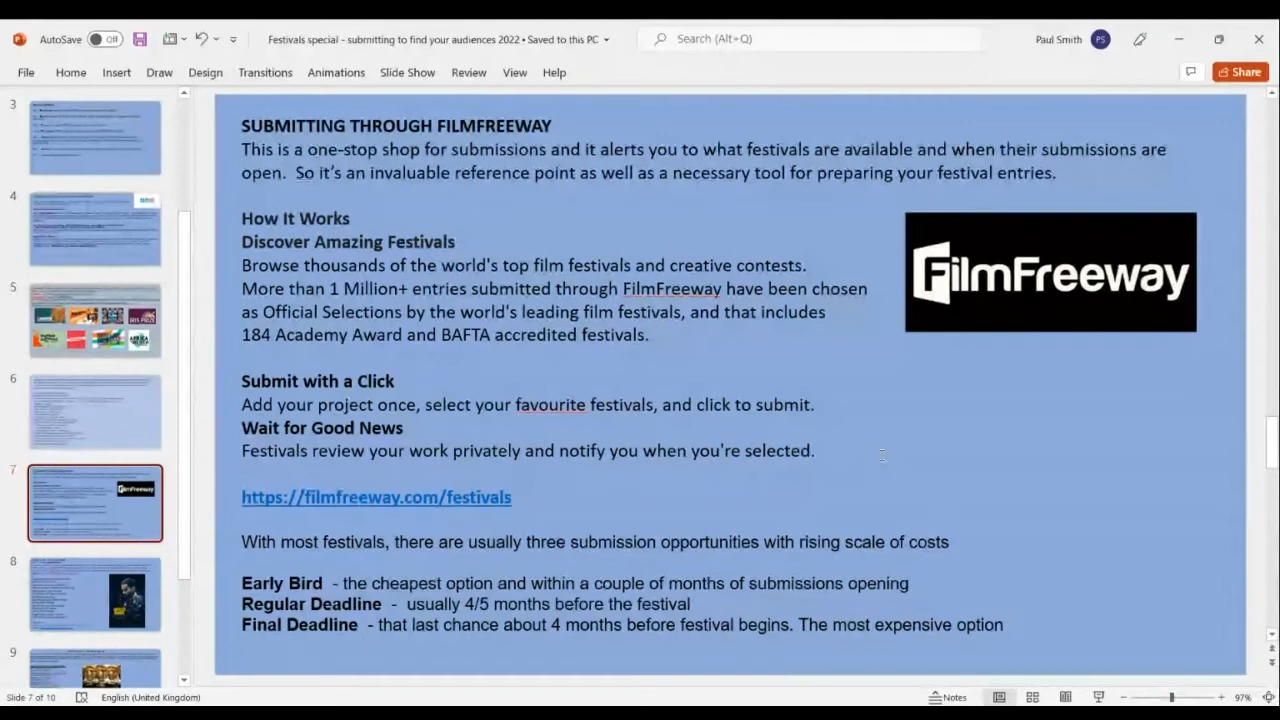 AutoSave Off
Festivals special - submitting to find your audiences 2022 • Saved to this PC
Search (Alt+Q)
Paul Smith PS
File Home Insert Draw Design Transitions Animations Slide Show Review View Help
Share
3
4
5
6
7
8
9
SUBMITTING THROUGH FILMFREEWAY
This is a one-stop shop for submissions and it alerts you to what festivals are available and when their submissions are
open. So it's an invaluable reference point as well as a necessary tool for preparing your festival entries.
How It Works
Discover Amazing Festivals
Browse thousands of the world's top film festivals and creative contests.
More than 1 Million+ entries submitted through FilmFreeway have been chosen
as Official Selections by the world's leading film festivals, and that includes
184 Academy Award and BAFTA accredited festivals.
FilmFreeway
Submit with a Click
Add your project once, select your favourite festivals, and click to submit.
Wait for Good News
Festivals review your work privately and notify you when you're selected.
https://filmfreeway.com/festivals
With most festivals, there are usually three submission opportunities with rising scale of costs
Early Bird - the cheapest option and within a couple of months of submissions opening
Regular Deadline - usually 4/5 months before the festival
Final Deadline - that last chance about 4 months before festival begins. The most expensive option
Slide 7 of 10
English (United Kingdom)
Notes
97%